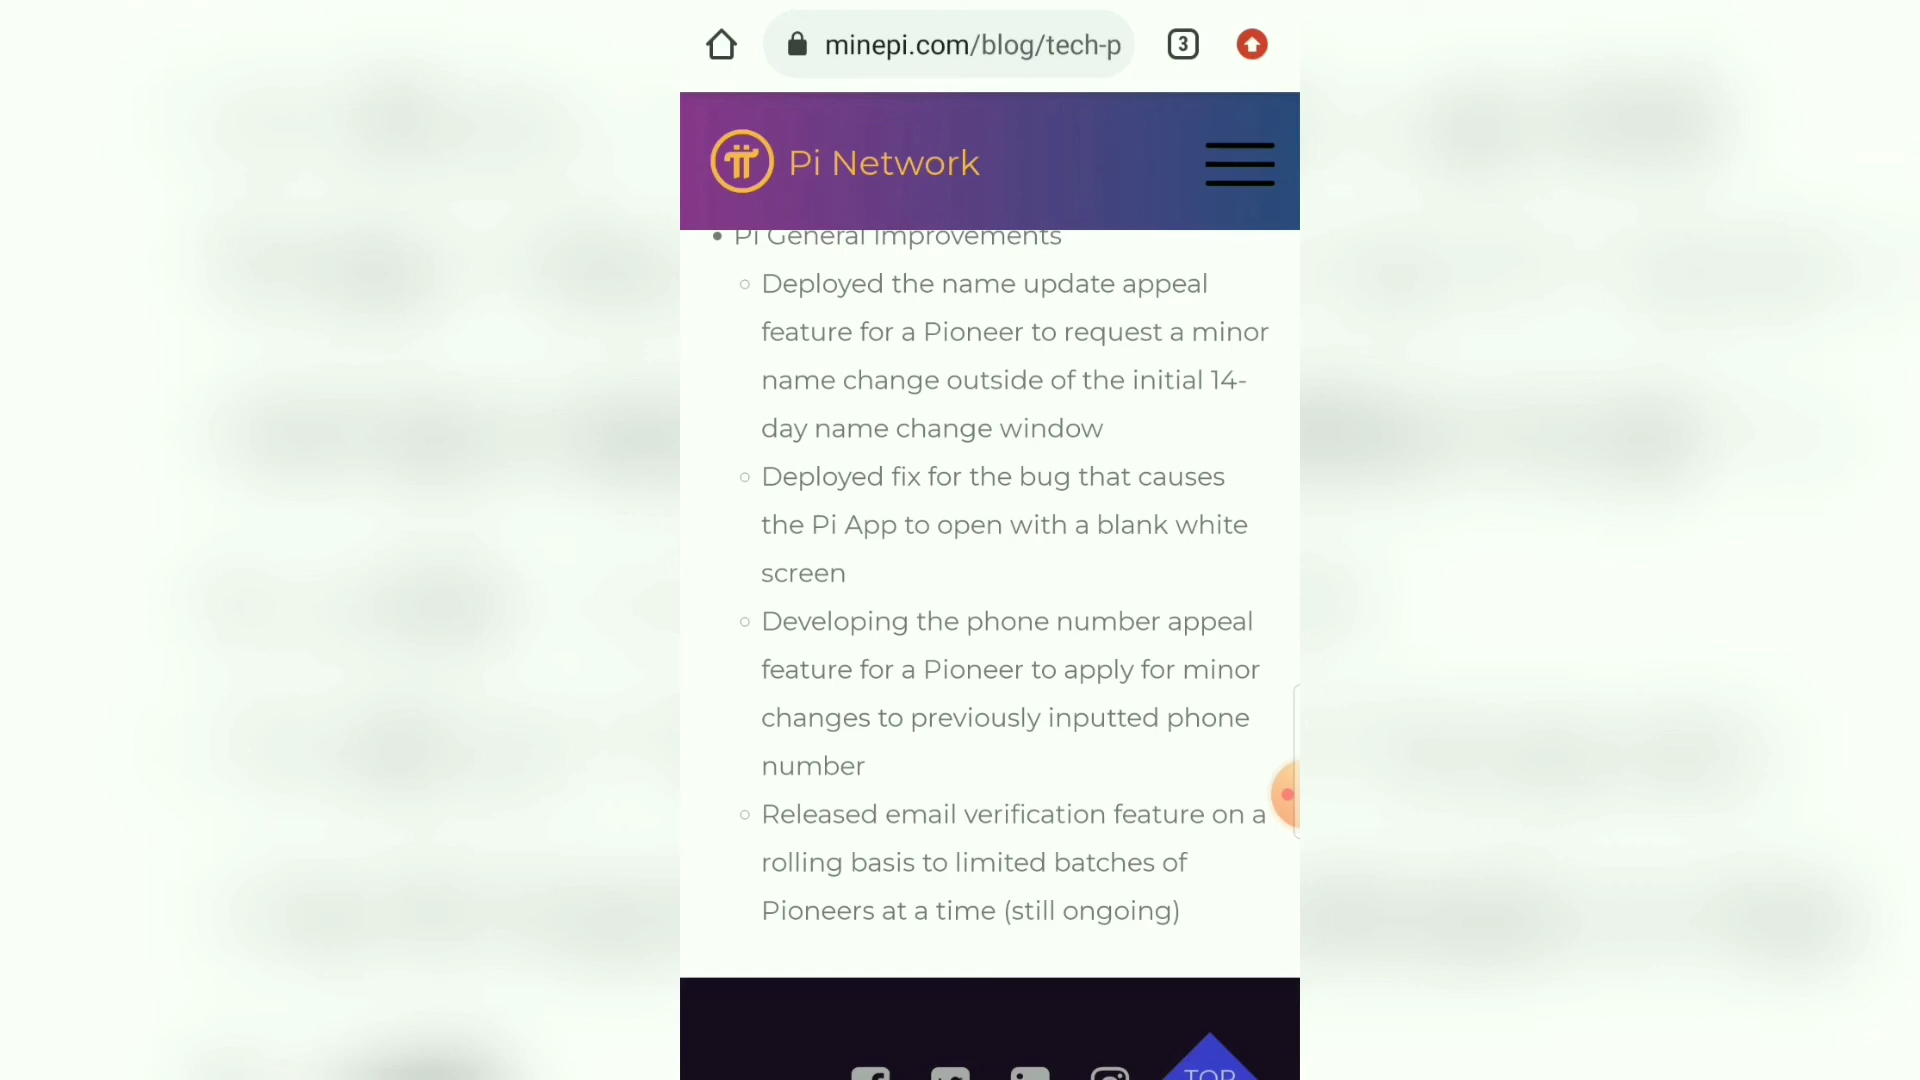 minepi.com/blog/tech-p
3
Pi Network
Pi General Improvements
Deployed the name update appeal
feature for a Pioneer to request a minor
name change outside of the initial 14-
day name change window
Deployed fix for the bug that causes
the Pi App to open with a blank white
screen
Developing the phone number appeal
feature for a Pioneer to apply for minor
changes to previously inputted phone
number
Released email verification feature on a
rolling basis to limited batches of
Pioneers at a time (still ongoing)
TOP